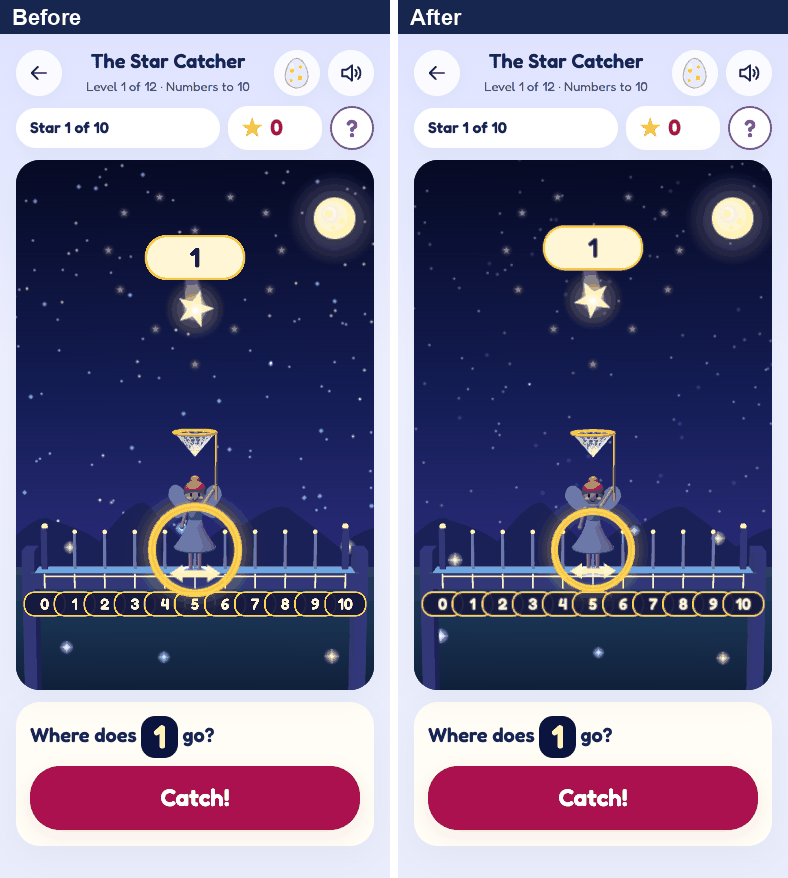 Before
The Star Catcher
Level 1 of 12 · Numbers to 10
Star 1 of 10
0
?
1
0 1 2 3 4 5 6 7 8 9 10
Where does 1 go?
Catch!
After
The Star Catcher
Level 1 of 12 · Numbers to 10
Star 1 of 10
0
?
1
0 1 2 3 4 5 6 7 8 9 10
Where does 1 go?
Catch!